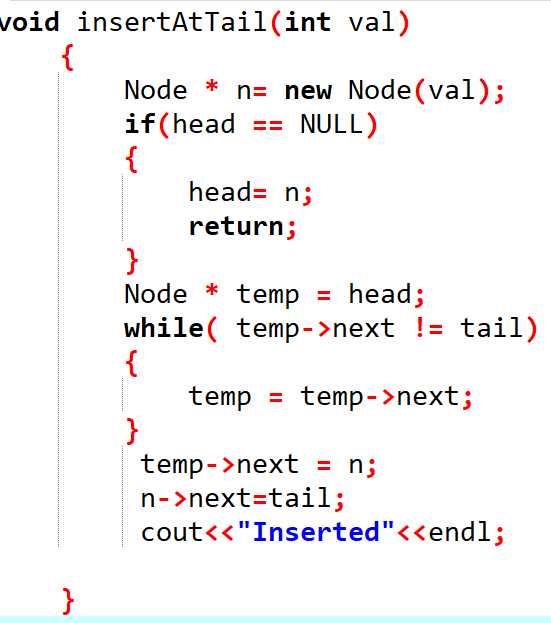 void insertAtTail(int val)
{
Node * n= new Node(val);
if(head == NULL)
{
head= n;
return;
}
Node * temp = head;
while( temp->next != tail)
{
temp = temp->next;
}
temp->next = n;
n->next=tail;
cout<<"Inserted"<<endl;
}